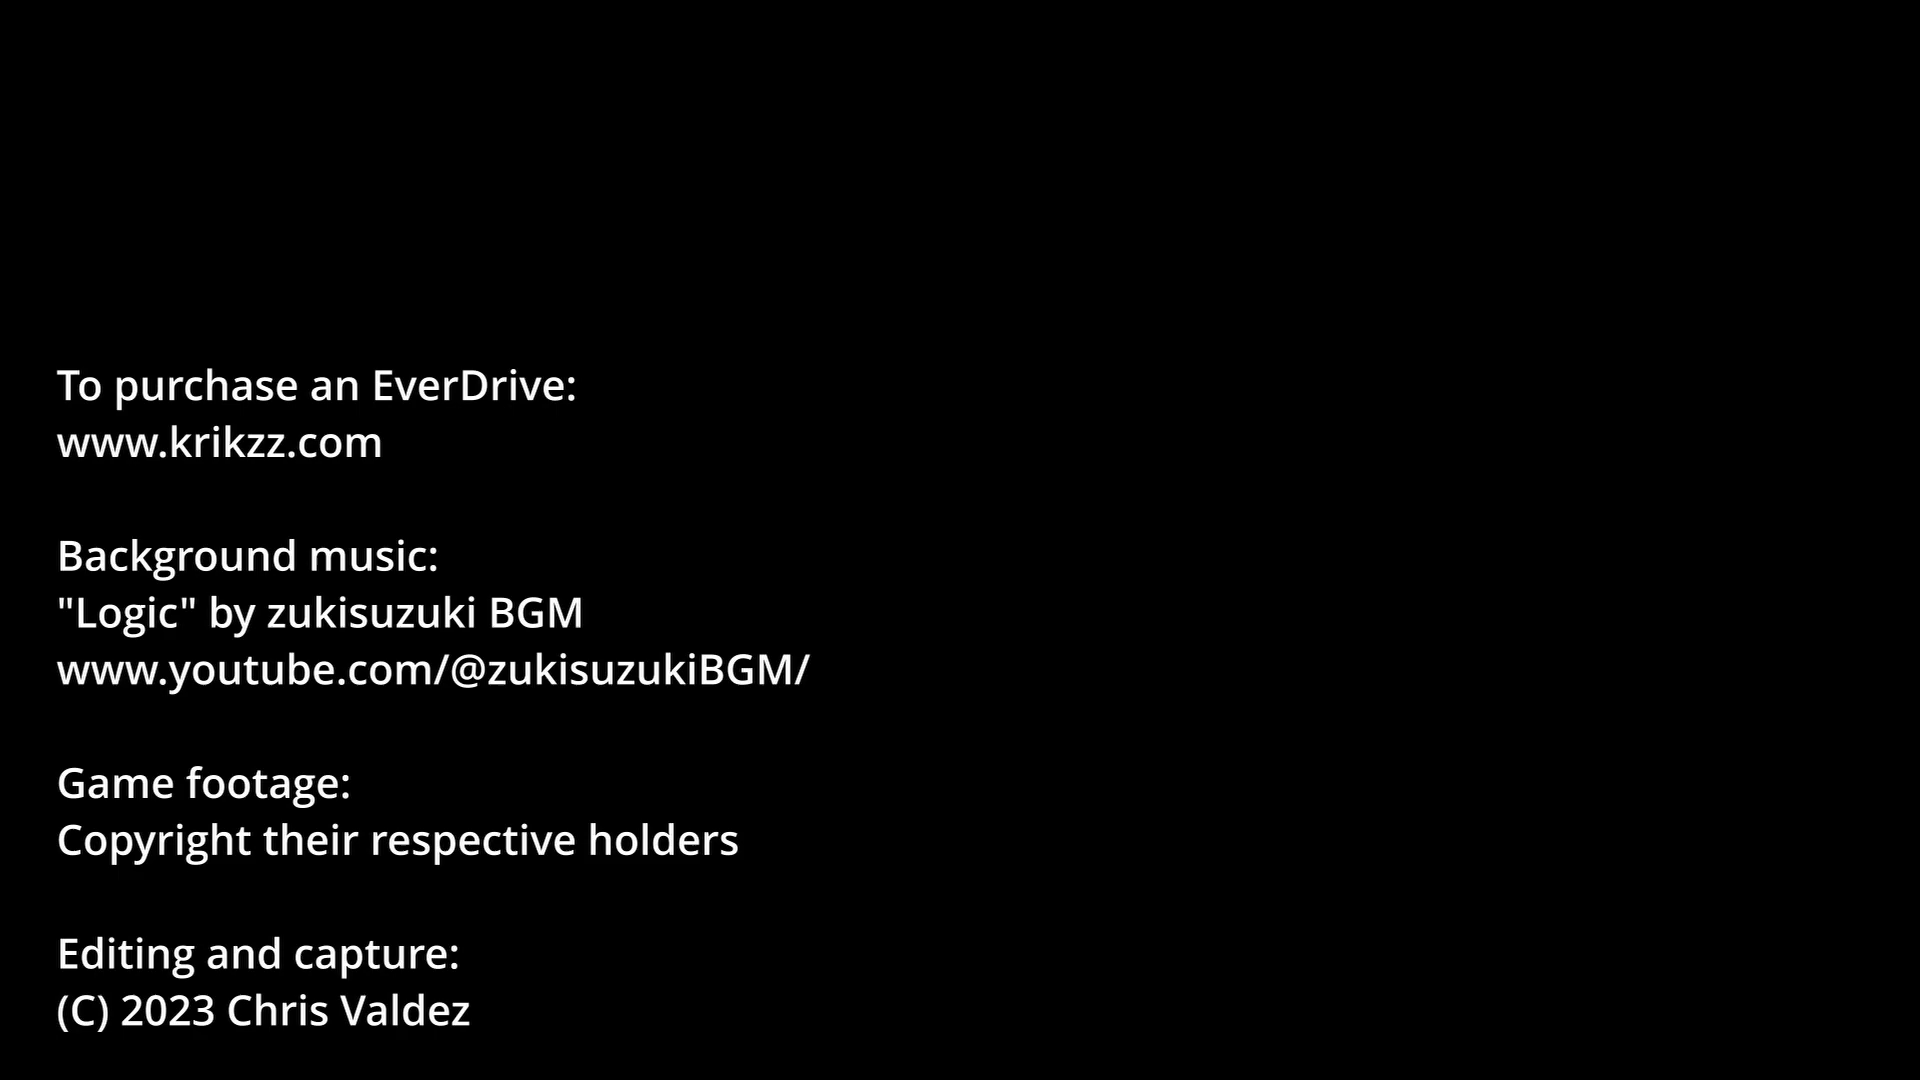 To purchase an EverDrive:
www.krikzz.com
Background music:
"Logic" by zukisuzuki BGM
www.youtube.com/@zukisuzukiBGM/
Game footage:
Copyright their respective holders
Editing and capture:
(C) 2023 Chris Valdez